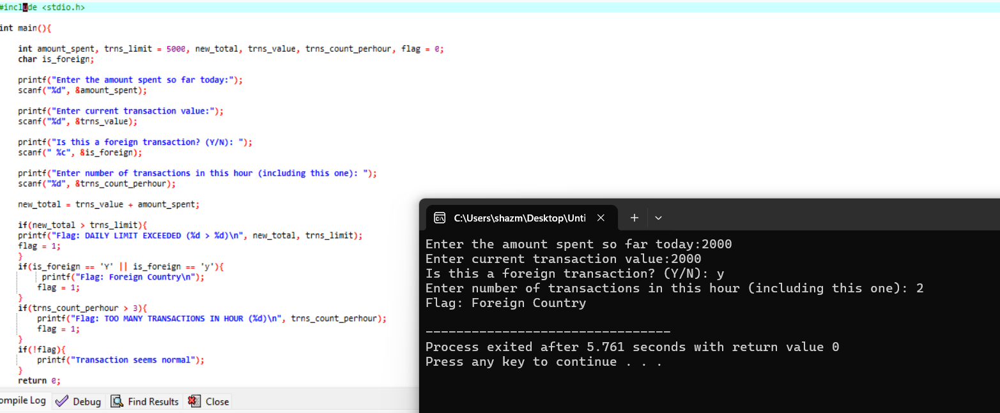 #include <stdio.h>
int main(){
int amount_spent, trns_limit = 5000, new_total, trns_value, trns_count_perhour, flag = 0;
char is_foreign;
printf("Enter the amount spent so far today:");
scanf("%d", &amount_spent);
printf("Enter current transaction value:");
scanf("%d", &trns_value);
printf("Is this a foreign transaction? (Y/N): ");
scanf(" %c", &is_foreign);
printf("Enter number of transactions in this hour (including this one): ");
scanf("%d", &trns_count_perhour);
new_total = trns_value + amount_spent;
if(new_total > trns_limit){
printf("Flag: DAILY LIMIT EXCEEDED (%d > %d)\n", new_total, trns_limit);
flag = 1;
}
if(is_foreign == 'Y' || is_foreign == 'y'){
printf("Flag: Foreign Country\n");
flag = 1;
}
if(trns_count_perhour > 3){
printf("Flag: TOO MANY TRANSACTIONS IN HOUR (%d)\n", trns_count_perhour);
flag = 1;
}
if(!flag){
printf("Transaction seems normal");
}
return 0;
ompile Log Debug Find Results Close
C:\Users\shazm\Desktop\Unti
Enter the amount spent so far today:2000
Enter current transaction value:2000
Is this a foreign transaction? (Y/N): y
Enter number of transactions in this hour (including this one): 2
Flag: Foreign Country
--------------------------------
Process exited after 5.761 seconds with return value 0
Press any key to continue . . .